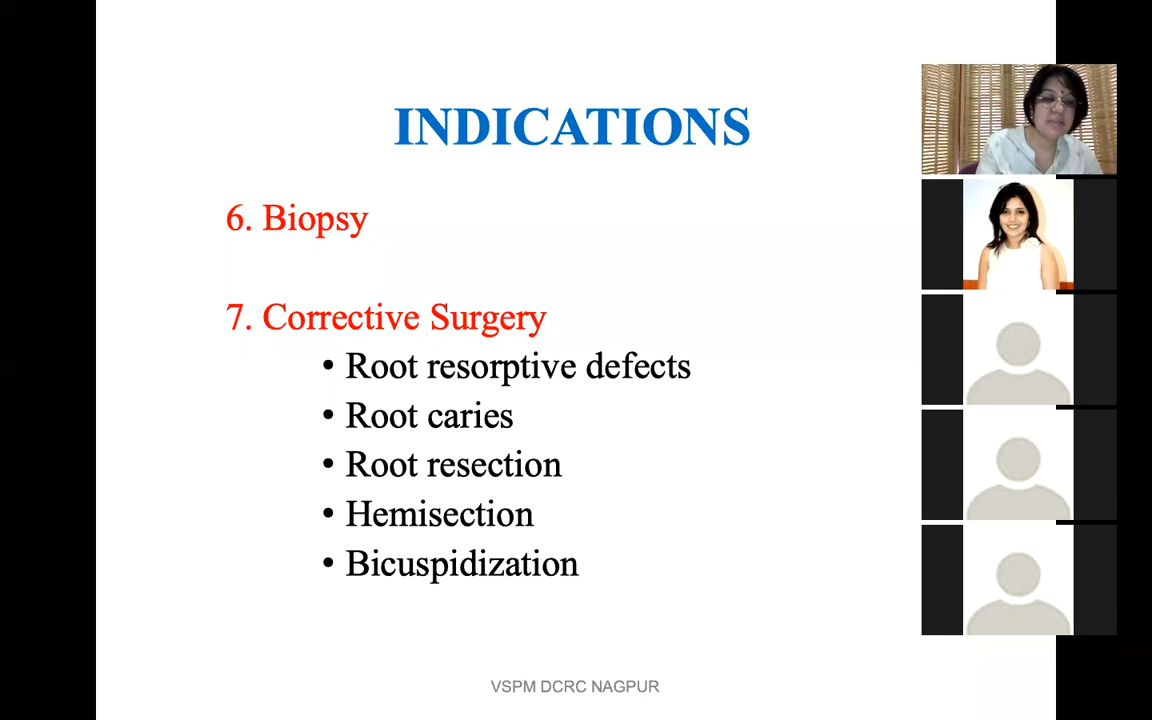 INDICATIONS
6. Biopsy
7. Corrective Surgery
• Root resorptive defects
• Root caries
• Root resection
• Hemisection
• Bicuspidization
VSPM DCRC NAGPUR